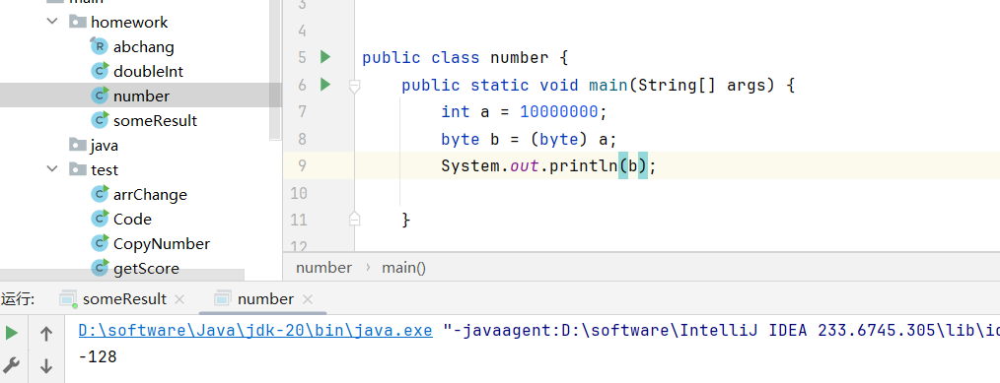 main
homework
abchang
doubleInt
number
someResult
java
test
arrChange
Code
CopyNumber
getScore
3
4
5 public class number {
6 public static void main(String[] args) {
7 int a = 10000000;
8 byte b = (byte) a;
9 System.out.println(b);
10
11 }
12
number › main()
运行: someResult × number ×
D:\software\Java\jdk-20\bin\java.exe "-javaagent:D:\software\IntelliJ IDEA 233.6745.305\lib\id
-128